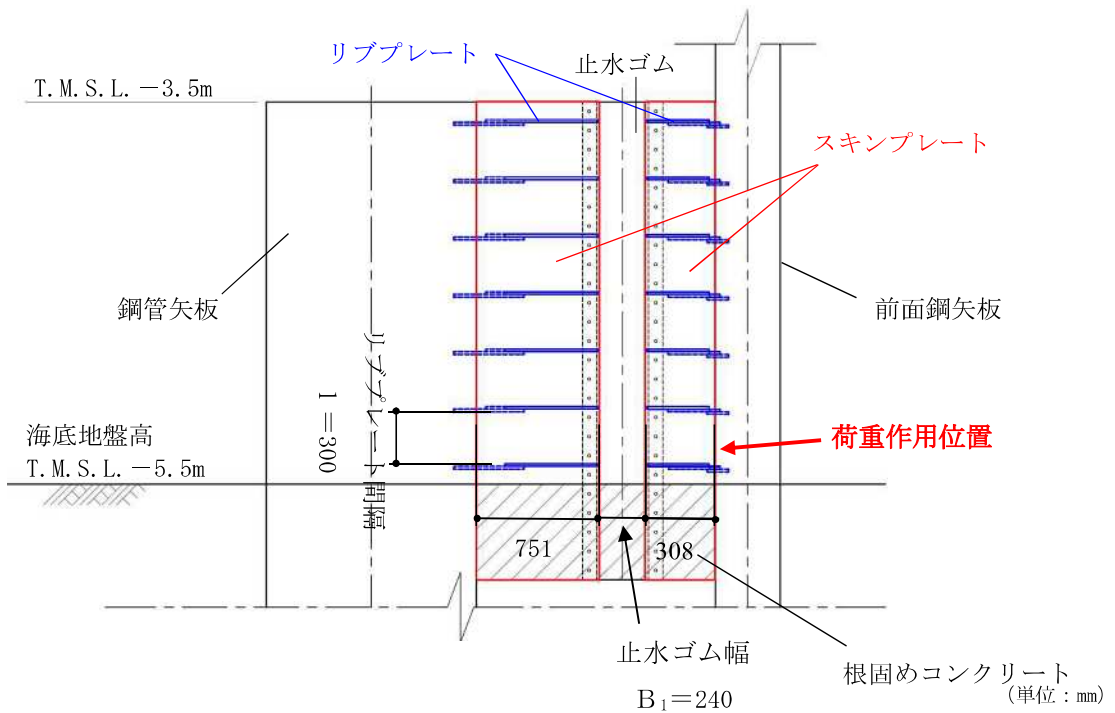 リブプレート
止水ゴム
T.M.S.L.－3.5m
スキンプレート
鋼管矢板
前面鋼矢板
リブプレート間隔
l＝300
荷重作用位置
海底地盤高
T.M.S.L.－5.5m
751
308
止水ゴム幅
B₁＝240
根固めコンクリート
(単位：mm)